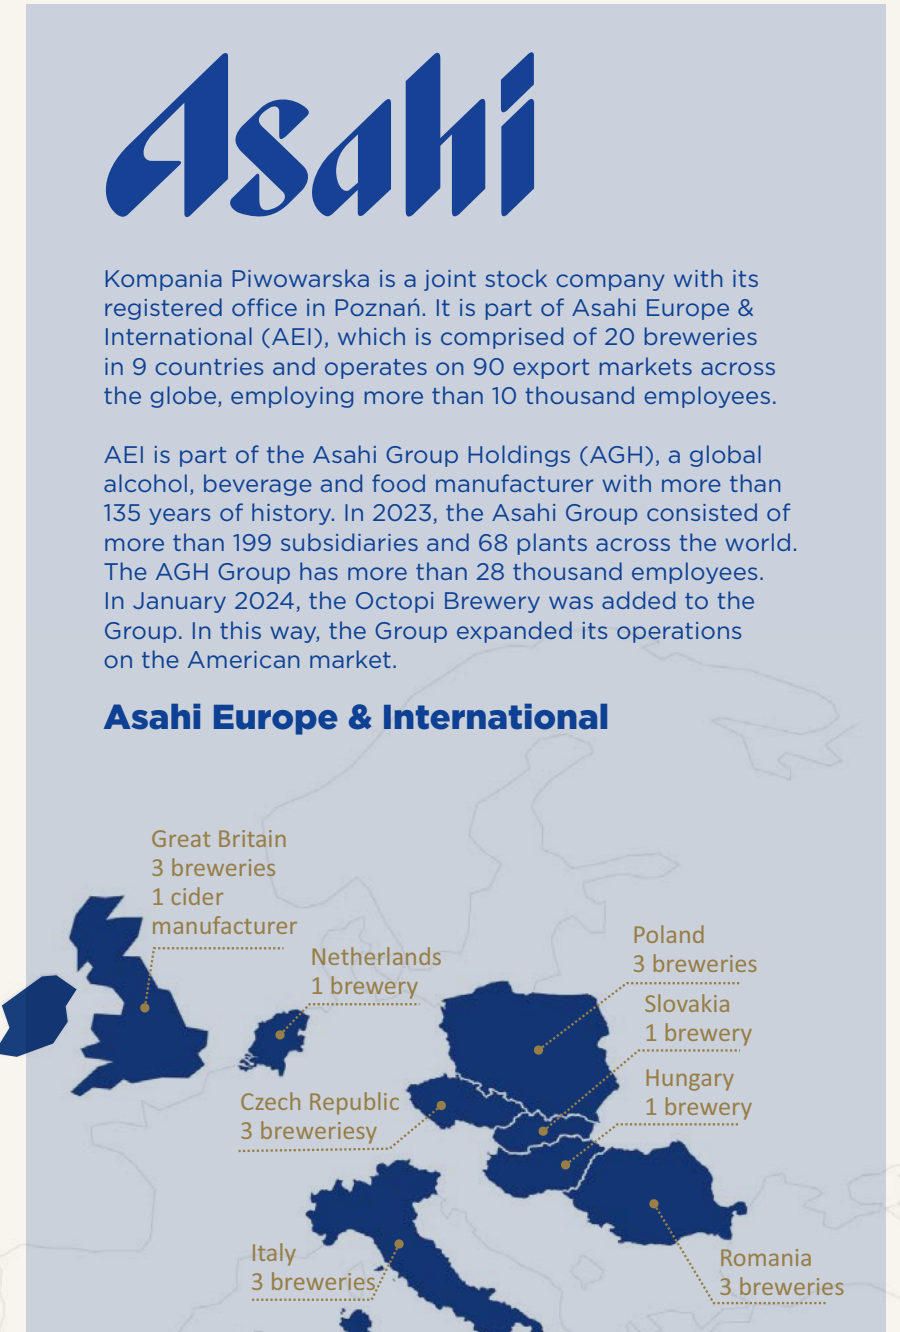 Asahi
Kompania Piwowarska is a joint stock company with its
registered office in Poznań. It is part of Asahi Europe &
International (AEI), which is comprised of 20 breweries
in 9 countries and operates on 90 export markets across
the globe, employing more than 10 thousand employees.
AEI is part of the Asahi Group Holdings (AGH), a global
alcohol, beverage and food manufacturer with more than
135 years of history. In 2023, the Asahi Group consisted of
more than 199 subsidiaries and 68 plants across the world.
The AGH Group has more than 28 thousand employees.
In January 2024, the Octopi Brewery was added to the
Group. In this way, the Group expanded its operations
on the American market.
Asahi Europe & International
Great Britain
3 breweries
1 cider
manufacturer
Netherlands
1 brewery
Poland
3 breweries
Slovakia
1 brewery
Hungary
1 brewery
Czech Republic
3 breweriesy
Italy
3 breweries
Romania
3 breweries